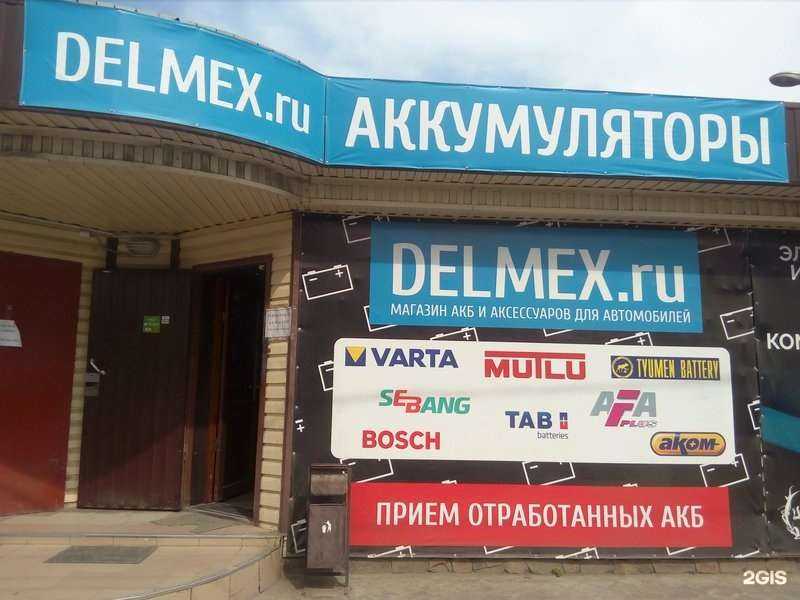 DELMEX.ru
АККУМУЛЯТОРЫ
DELMEX.ru
МАГАЗИН АКБ И АКСЕССУАРОВ ДЛЯ АВТОМОБИЛЕЙ
VARTA
MUTLU
TYUMEN BATTERY
SEBANG
TAB
batteries
AFA
PLUS
BOSCH
aком
ПРИЕМ ОТРАБОТАННЫХ АКБ
2GIS